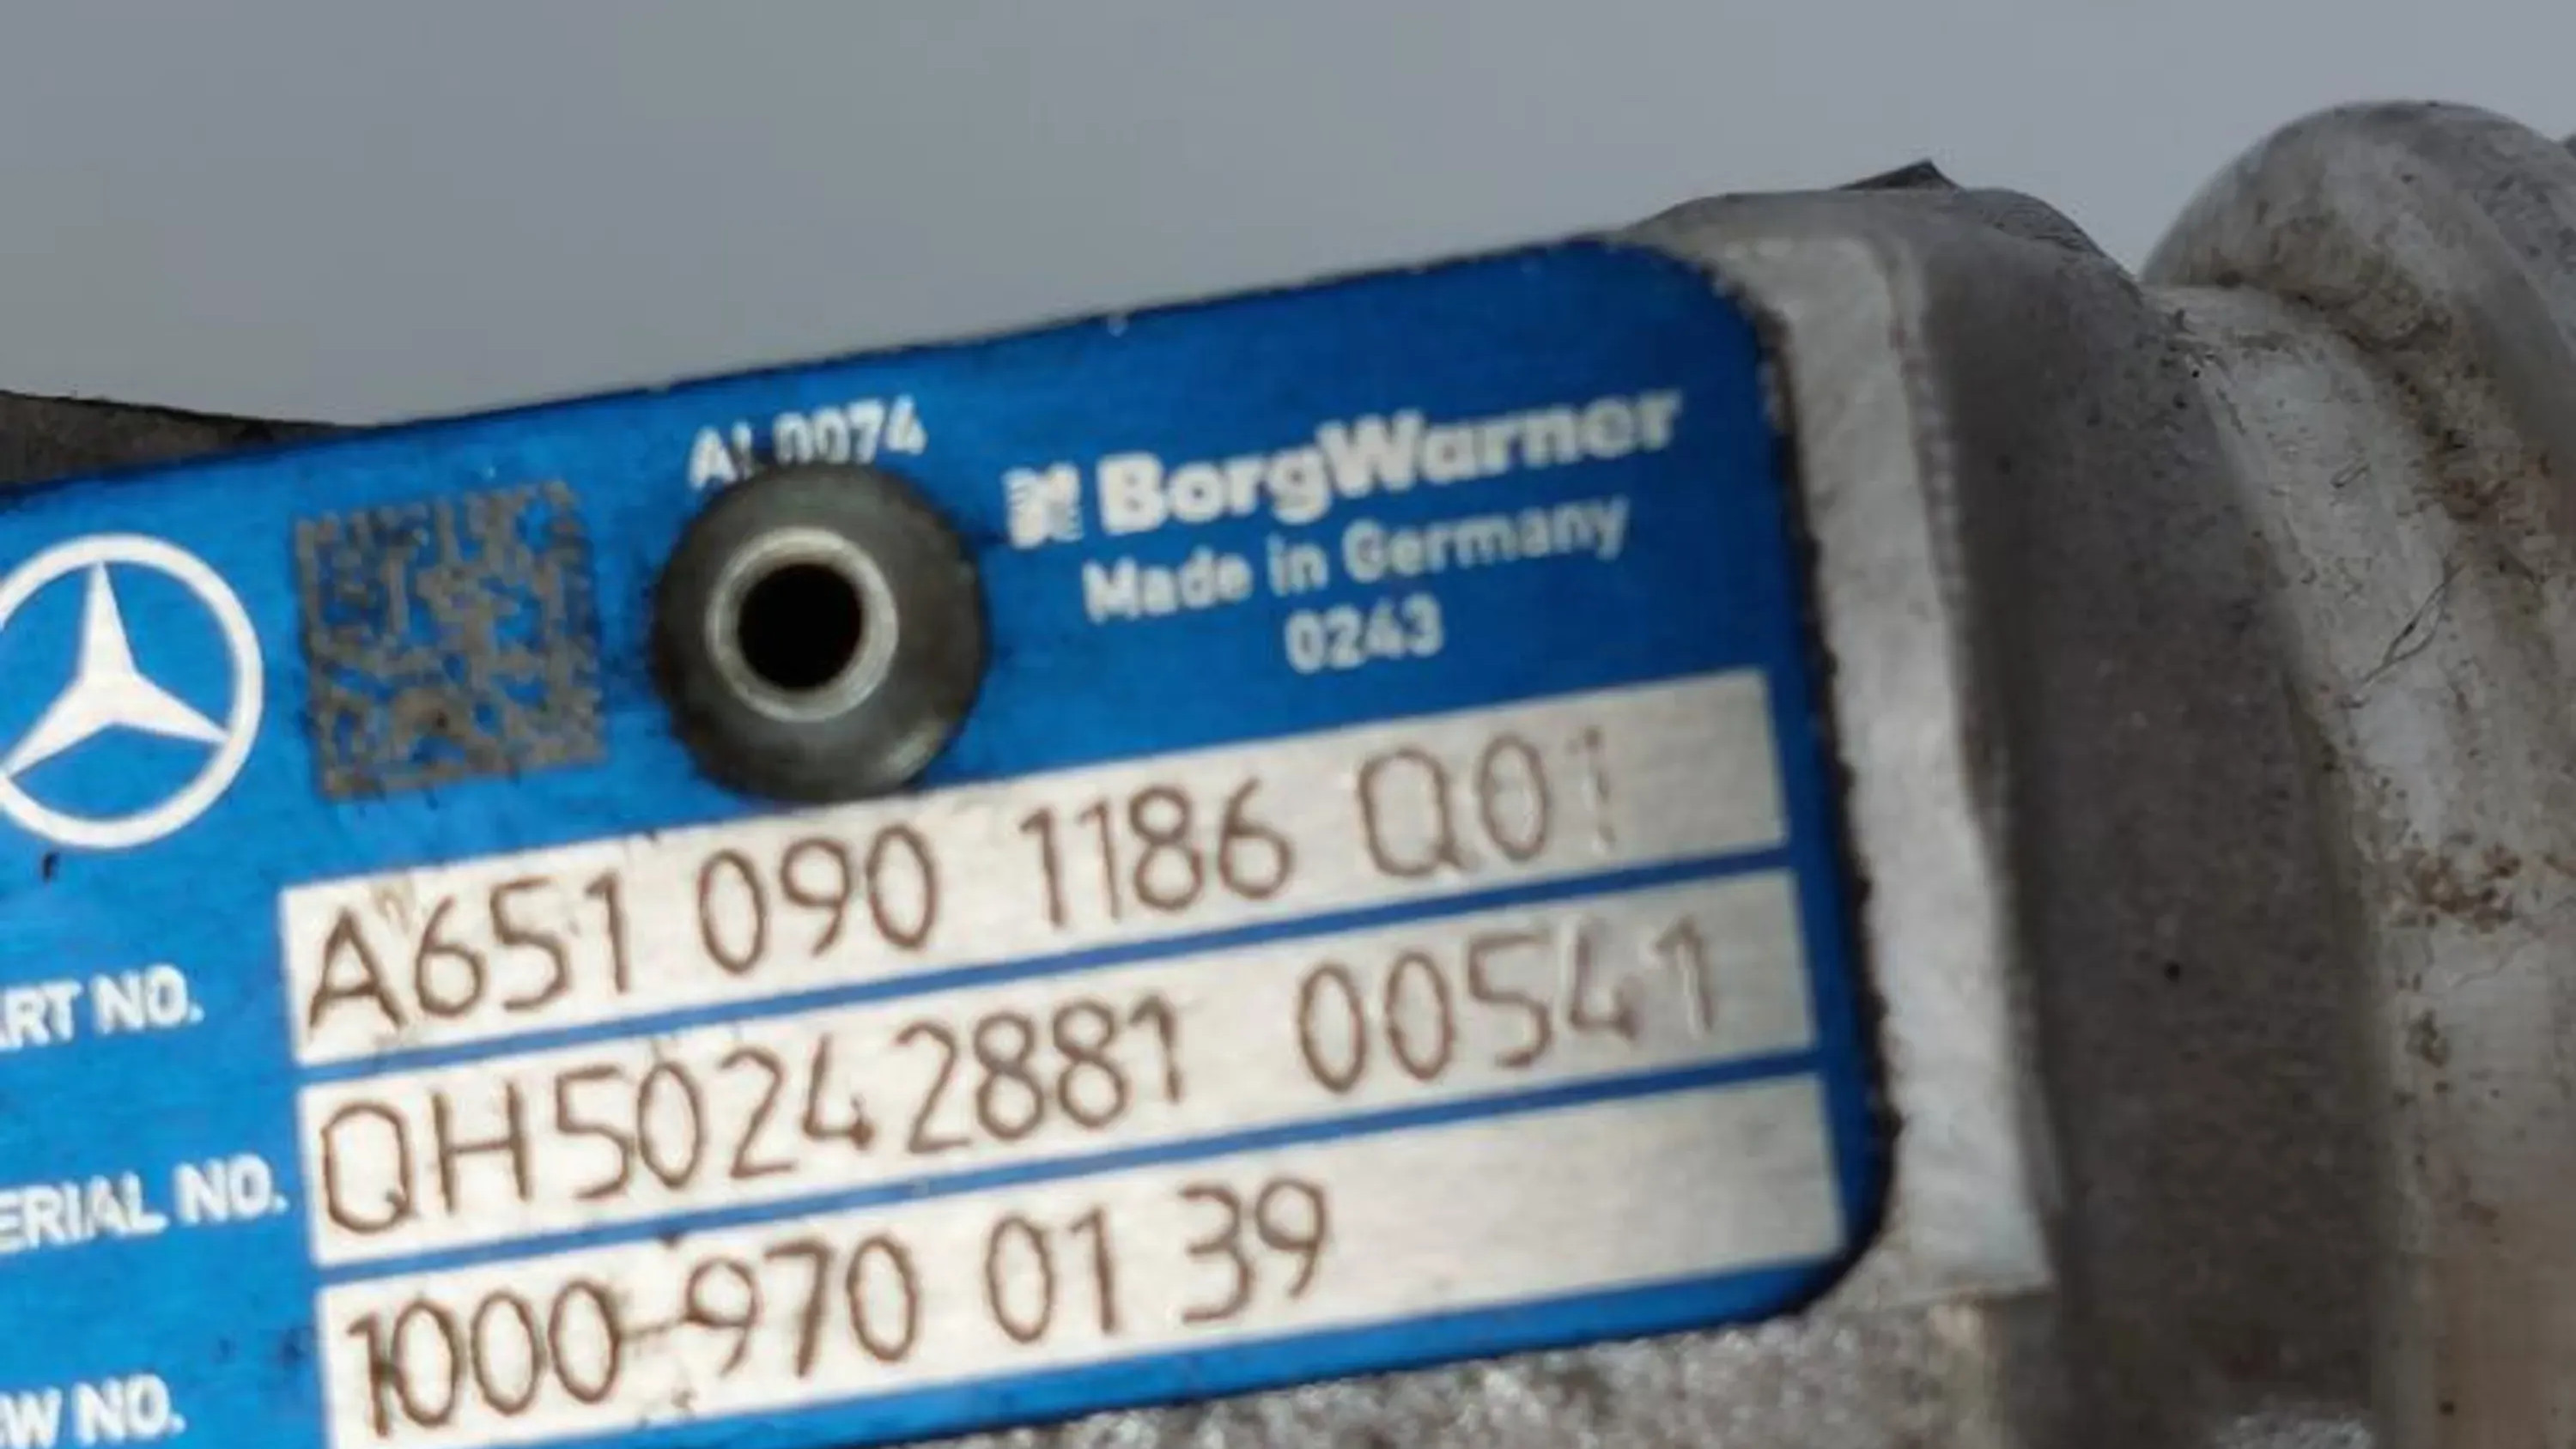 AL0074
BorgWarner
Made in Germany
0243
ART NO. A651 090 1186 Q01
ERIAL NO. QH50242881 00541
W NO. 1000-970 01 39